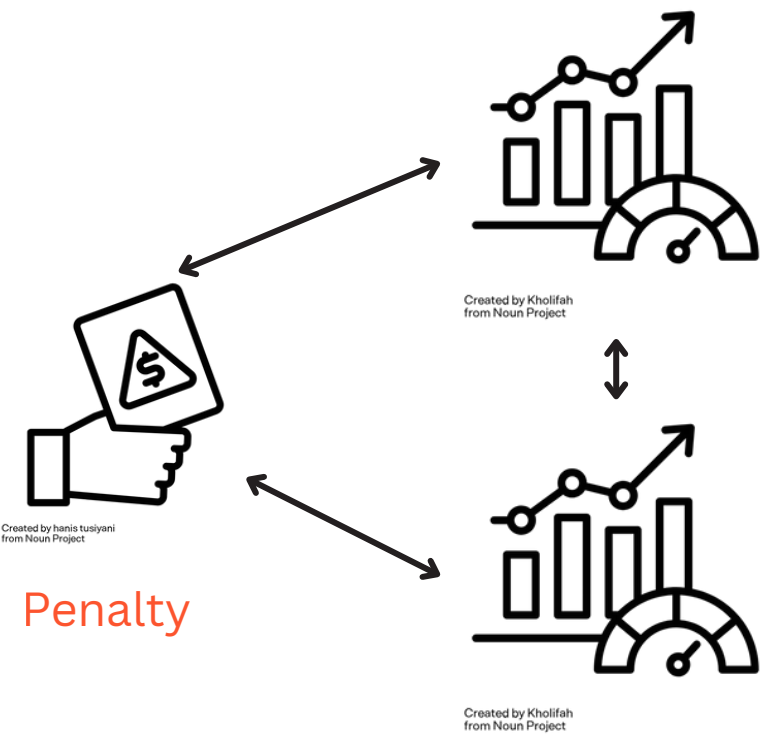 Created by Kholifah
from Noun Project
$
Created by hanis tusiyani
from Noun Project
Penalty
Created by Kholifah
from Noun Project